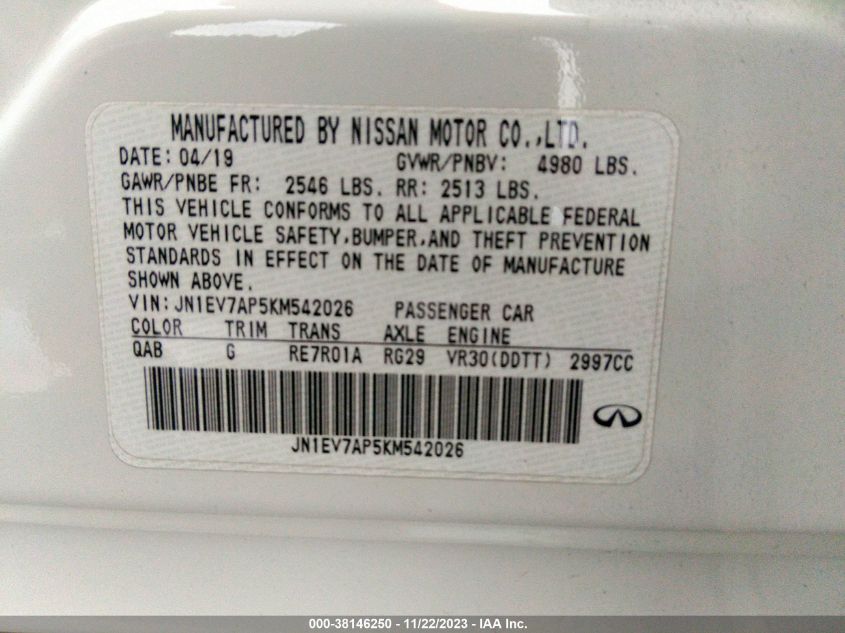 MANUFACTURED BY NISSAN MOTOR CO.,LTD.
DATE: 04/19 GVWR/PNBV: 4980 LBS.
GAWR/PNBE FR: 2546 LBS. RR: 2513 LBS.
THIS VEHICLE CONFORMS TO ALL APPLICABLE FEDERAL
MOTOR VEHICLE SAFETY,BUMPER,AND THEFT PREVENTION
STANDARDS IN EFFECT ON THE DATE OF MANUFACTURE
SHOWN ABOVE.
VIN: JN1EV7AP5KM542026 PASSENGER CAR
COLOR TRIM TRANS AXLE ENGINE
QAB G RE7R01A RG29 VR30(DDTT) 2997CC
JN1EV7AP5KM542026
000-38146250 - 11/22/2023 - IAA Inc.